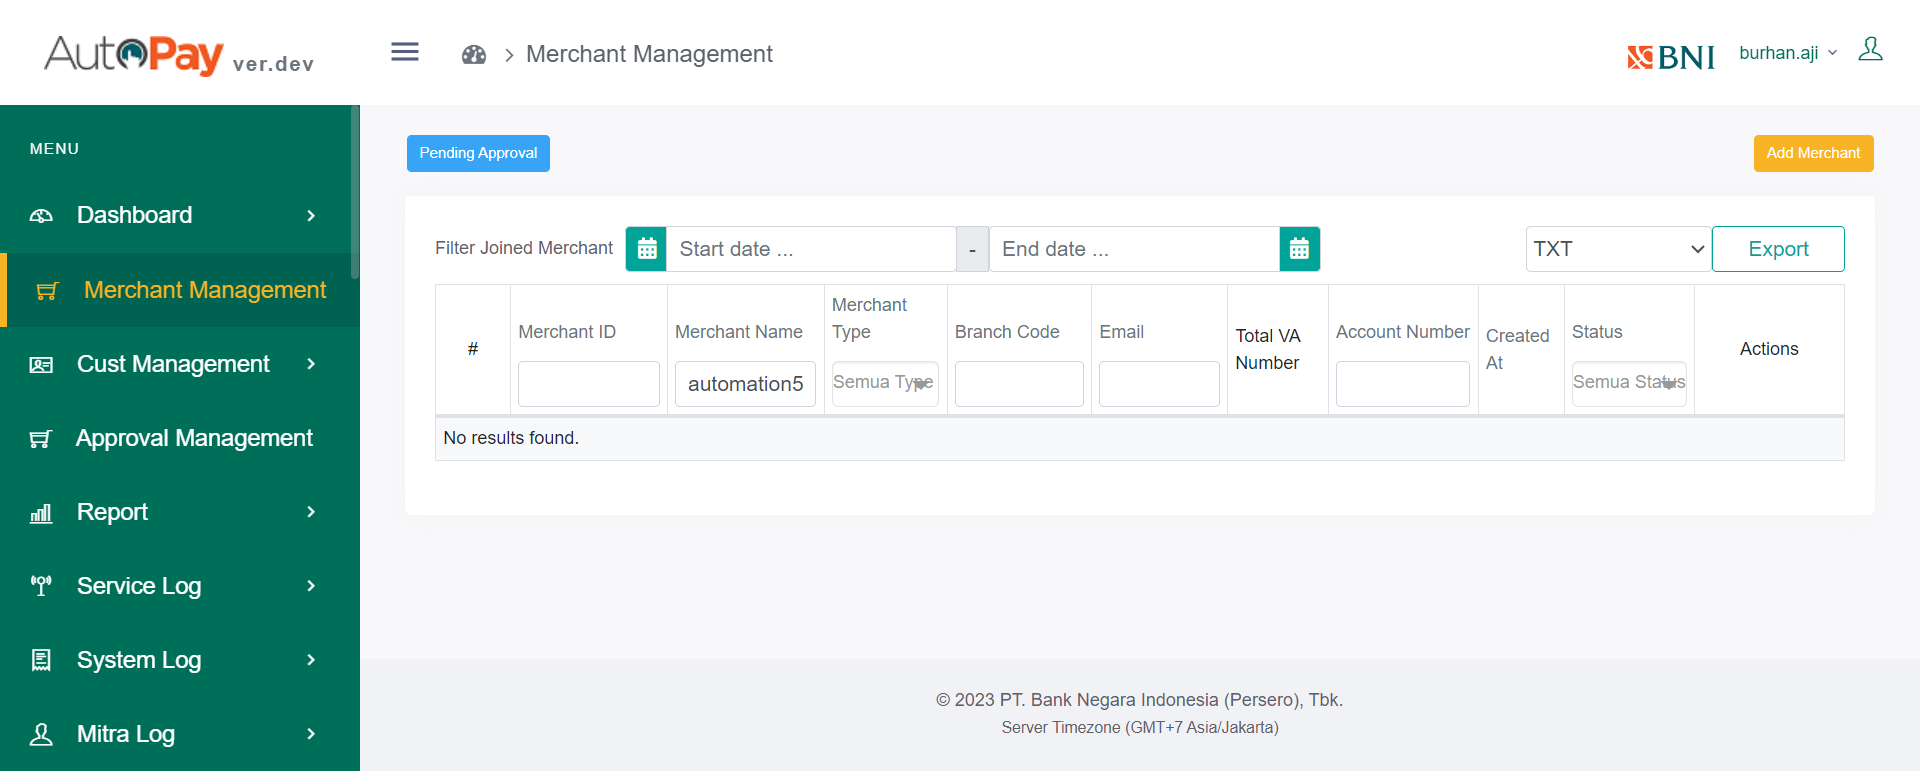 AutoPay ver.dev
Merchant Management
BNI
burhan.aji
MENU
Dashboard
Merchant Management
Cust Management
Approval Management
Report
Service Log
System Log
Mitra Log
Pending Approval
Add Merchant
Filter Joined Merchant
Start date ...
-
End date ...
TXT
Export
#
Merchant ID
Merchant Name
automation5
Merchant
Type
Semua Type
Branch Code
Email
Total VA
Number
Account Number
Created
At
Status
Semua Status
Actions
No results found.
© 2023 PT. Bank Negara Indonesia (Persero), Tbk.
Server Timezone (GMT+7 Asia/Jakarta)